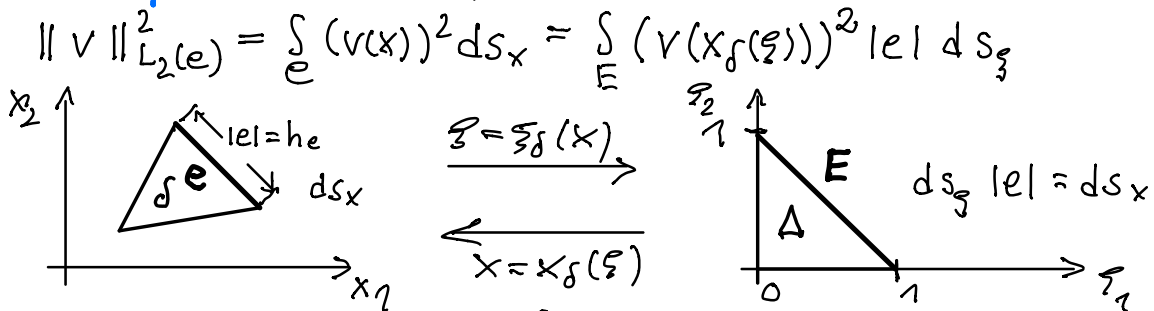 ‖ v ‖²_{L₂(e)} = ∫_e (v(x))² ds_x = ∫_E (v(x_δ(ξ)))² |e| ds_ξ
x₂
|e|=h_e
δ e
ds_x
x₁
ξ = ξ_δ(x)
x = x_δ(ξ)
ξ₂
1
E
Δ
0
1
ξ₁
ds_ξ |e| = ds_x